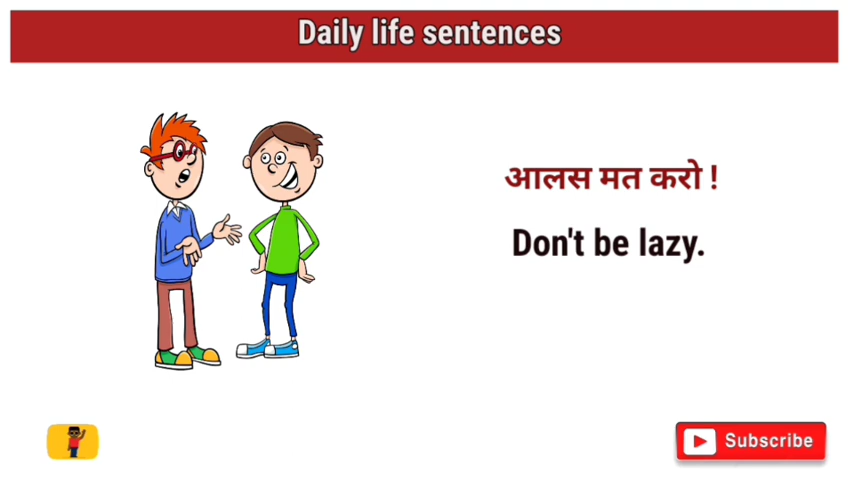 Daily life sentences
आलस मत करो !
Don't be lazy.
Subscribe